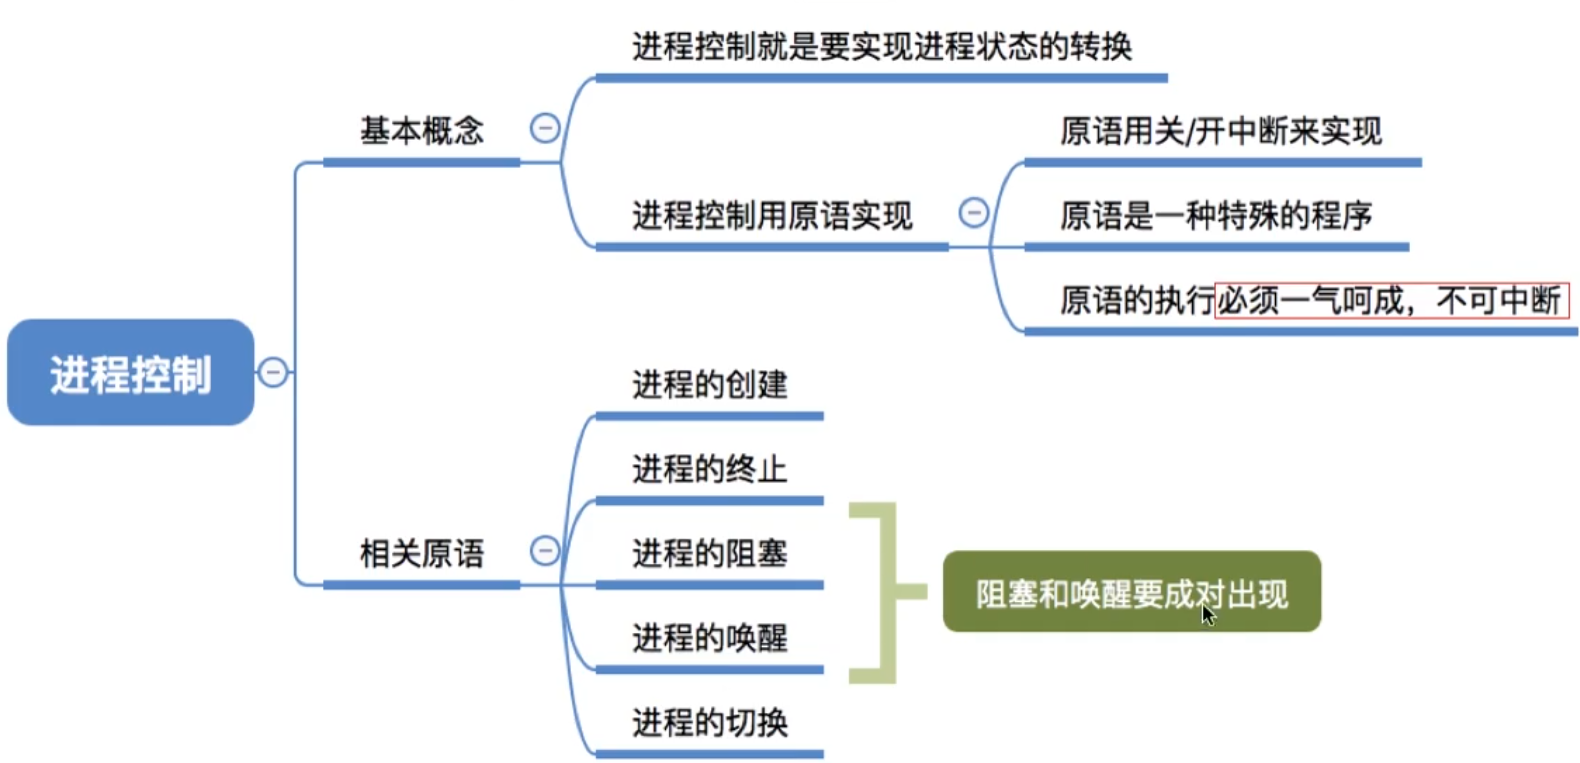 进程控制就是要实现进程状态的转换
基本概念
原语用关/开中断来实现
进程控制用原语实现
原语是一种特殊的程序
原语的执行必须一气呵成，不可中断
进程控制
进程的创建
进程的终止
相关原语
进程的阻塞
阻塞和唤醒要成对出现
进程的唤醒
进程的切换